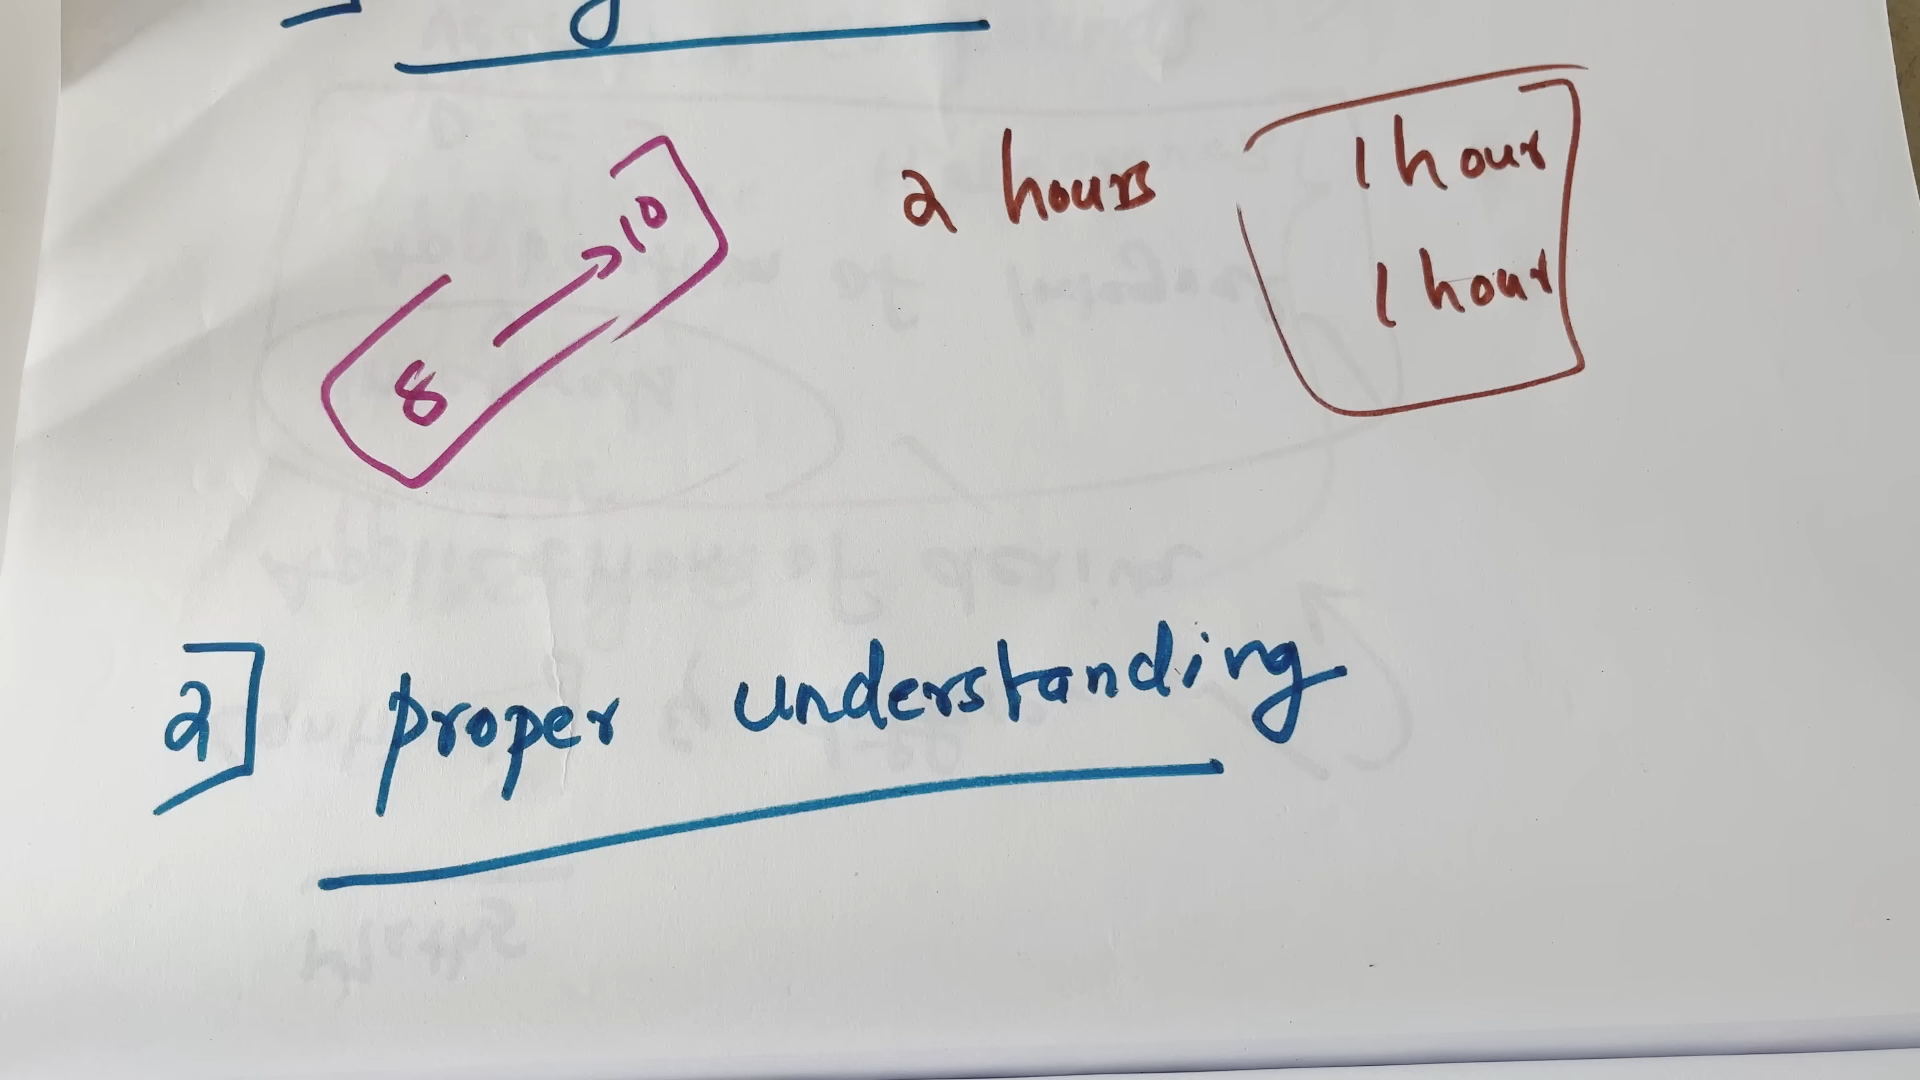 8 → 10
2 hours
1 hour
1 hour
2] proper understanding